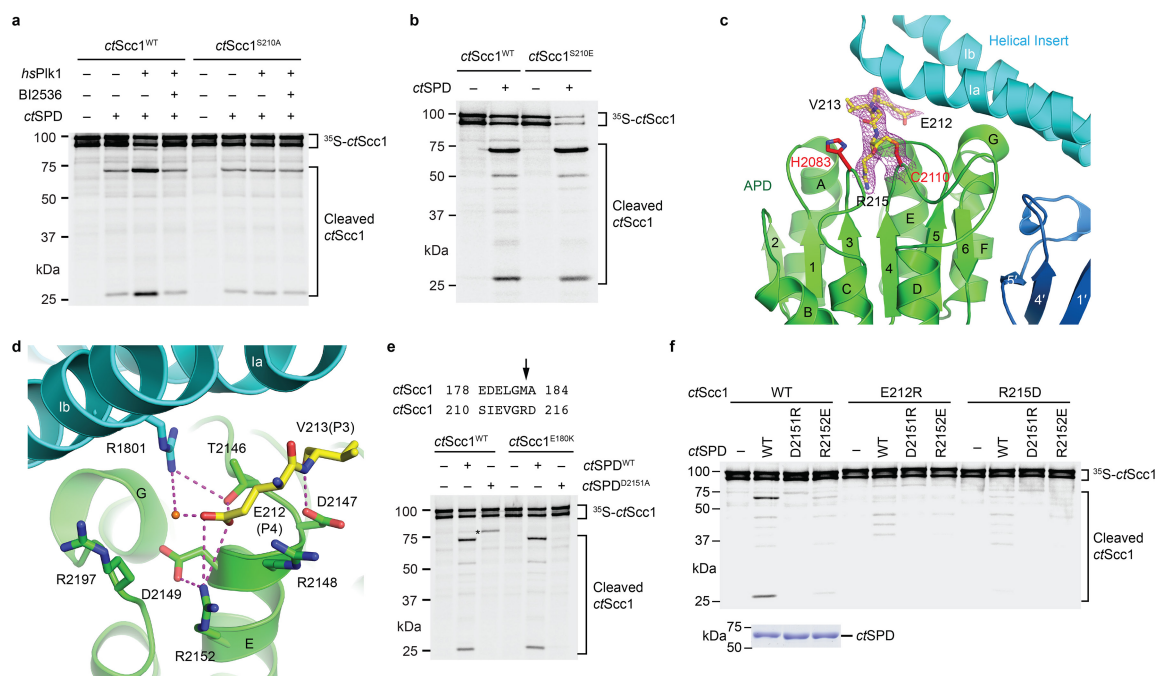 a
ctScc1WT ctScc1S210A
hsPlk1 – – + + – – + +
BI2536 – – – + – – – +
ctSPD – + + + – + + +
100
75
50
37
kDa
25
35S-ctScc1
Cleaved
ctScc1
b
ctScc1WT ctScc1S210E
ctSPD – + – +
100
75
50
37
kDa
25
35S-ctScc1
Cleaved
ctScc1
c
Helical Insert
Ib
Ia
V213
E212
H2083
C2110
R215
APD
G
A
E
2
3
5
6
F
1
4
C
D
B
5'
4'
1'
d
Ia
Ib
R1801
V213(P3)
T2146
G
D2147
E212
(P4)
R2197
D2149
R2148
R2152
E
e
ctScc1 178 EDELGMA 184
ctScc1 210 SIEVGRD 216
ctScc1WT ctScc1E180K
– + – – + – ctSPDWT
– – + – – + ctSPDD2151A
100
75
50
37
kDa
25
*
35S-ctScc1
Cleaved
ctScc1
f
ctScc1 WT E212R R215D
ctSPD – WT D2151R R2152E – WT D2151R R2152E – WT D2151R R2152E
100
75
50
37
kDa
25
35S-ctScc1
Cleaved
ctScc1
kDa 75
50
ctSPD